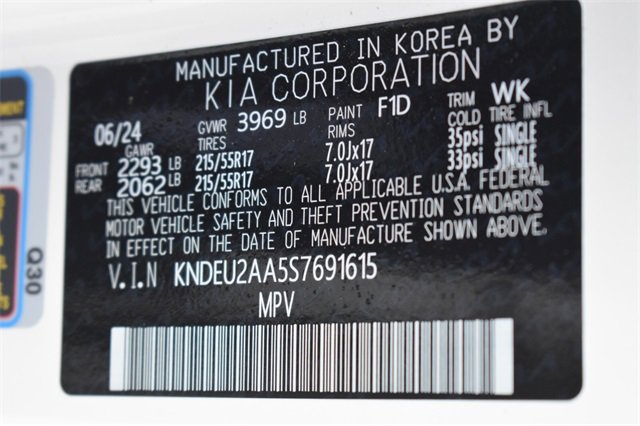 MANUFACTURED IN KOREA BY
KIA CORPORATION
06/24 GVWR 3969 LB PAINT F1D TRIM WK
GAWR TIRES RIMS COLD TIRE INFL
FRONT 2293 LB 215/55R17 7.0Jx17 35psi SINGLE
REAR 2062 LB 215/55R17 7.0Jx17 33psi SINGLE
THIS VEHICLE CONFORMS TO ALL APPLICABLE U.S.A. FEDERAL
MOTOR VEHICLE SAFETY AND THEFT PREVENTION STANDARDS
IN EFFECT ON THE DATE OF MANUFACTURE SHOWN ABOVE.
V.I.N KNDEU2AA5S7691615
MPV
Q30